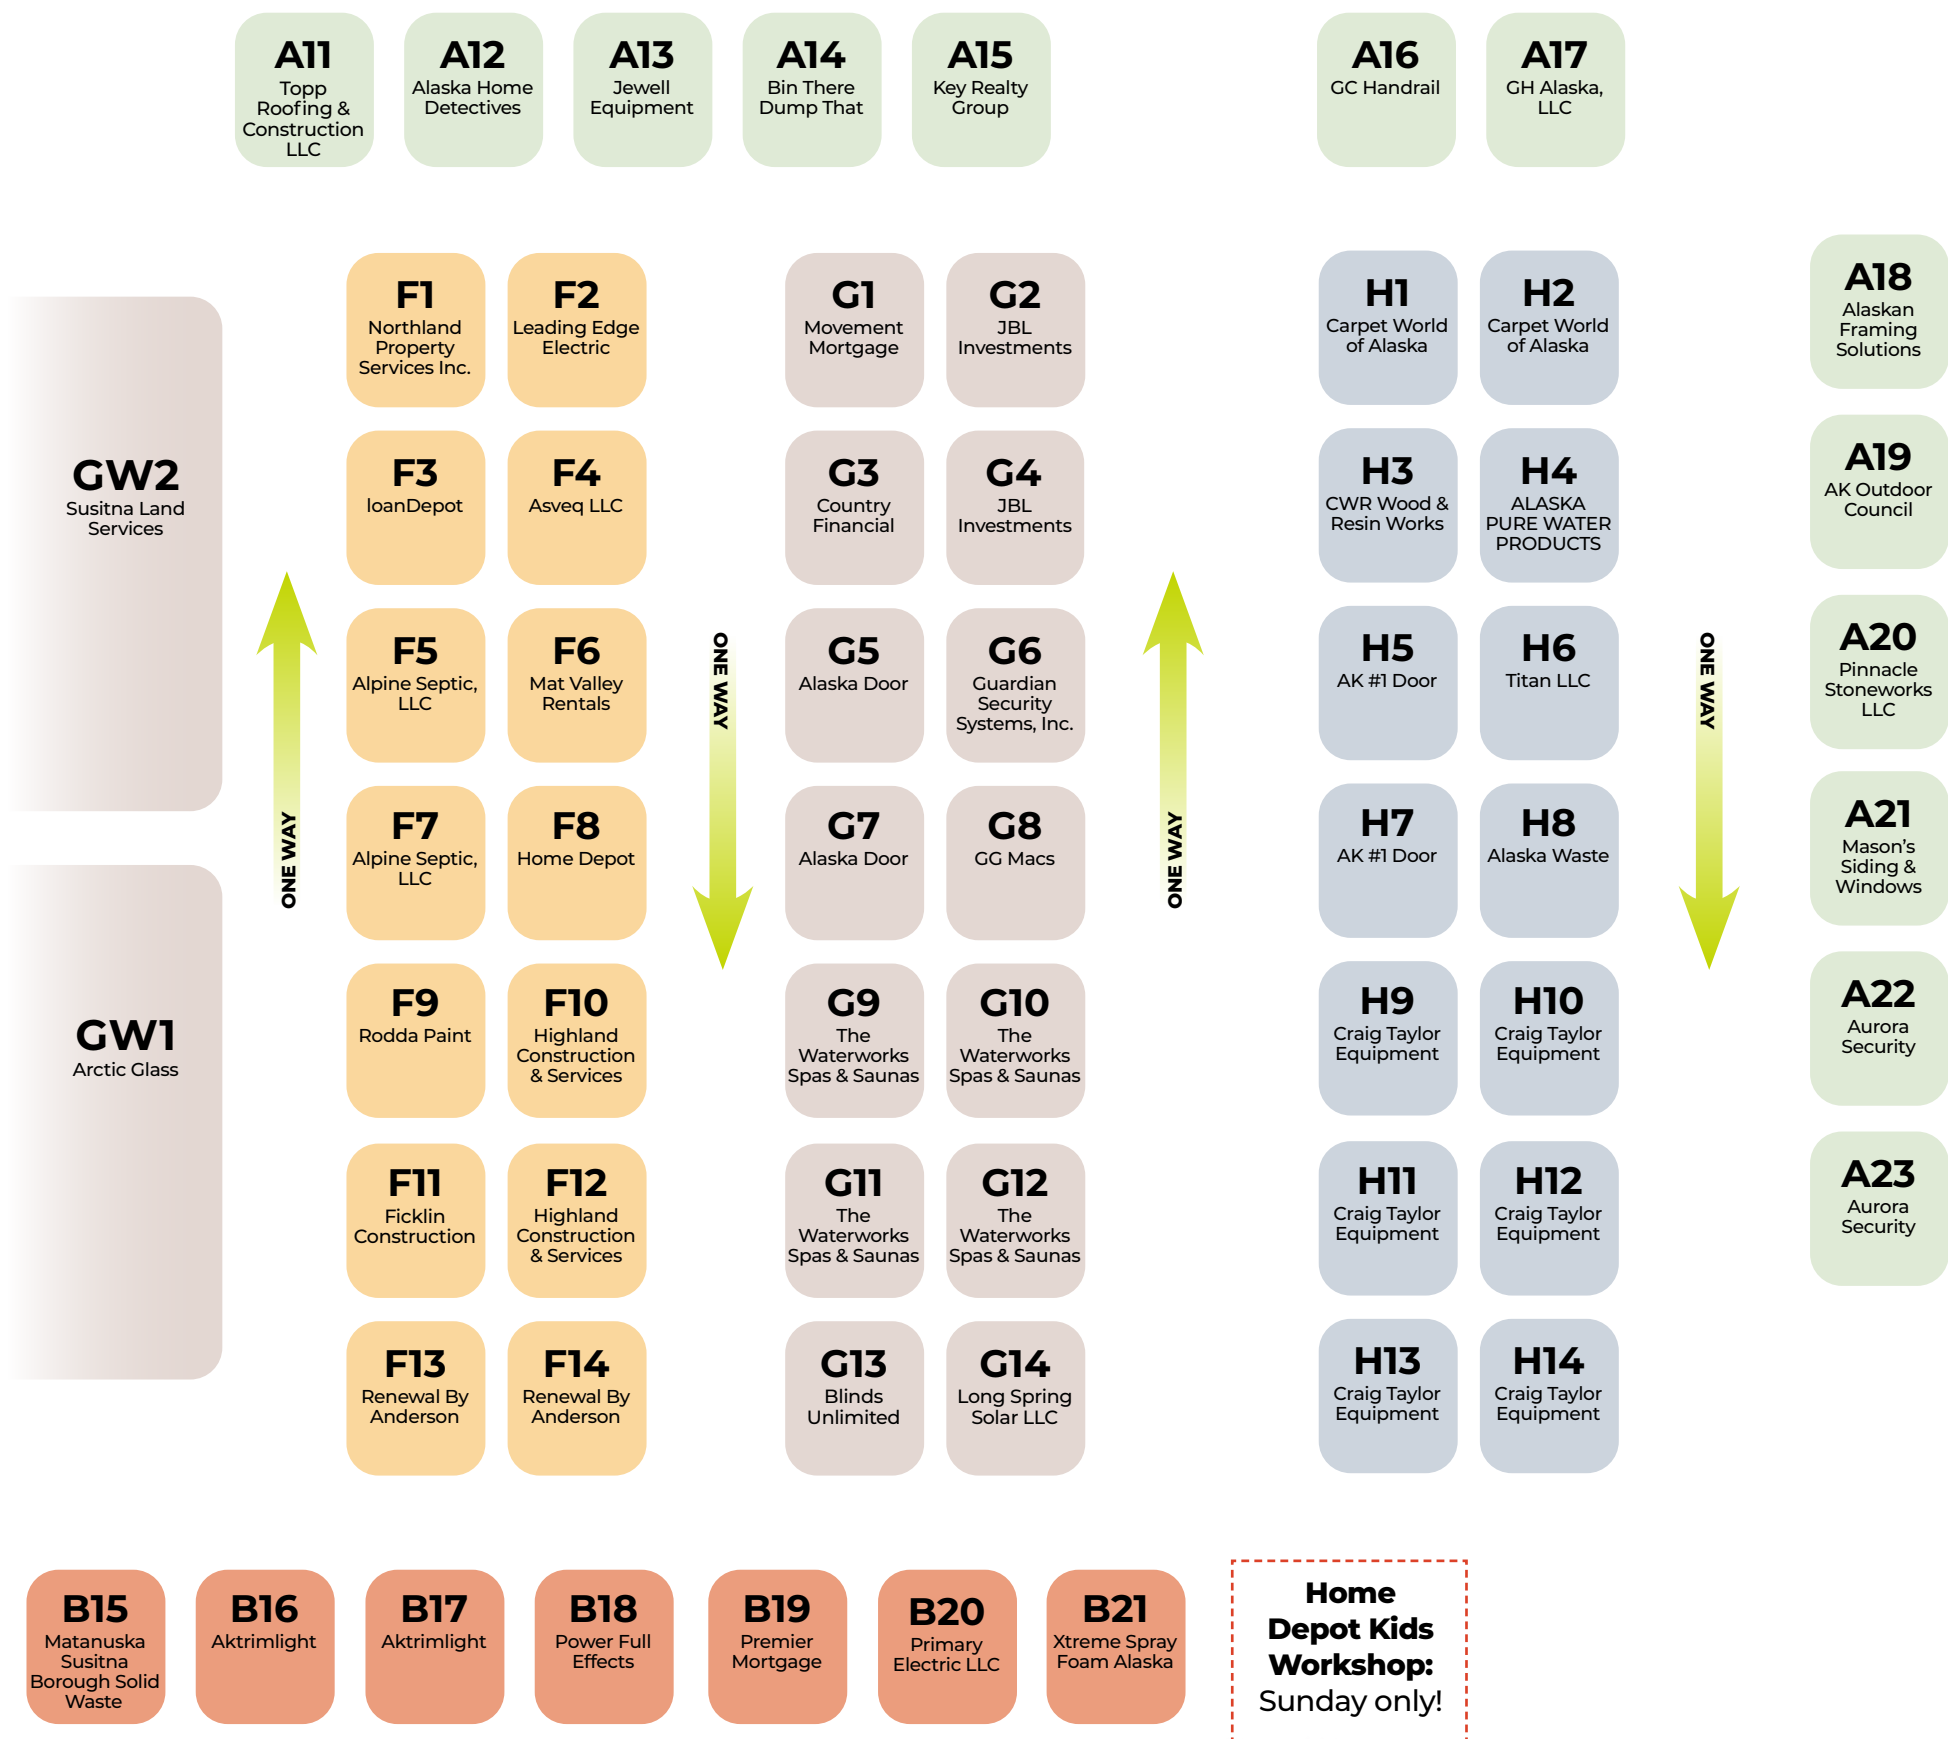 A11
Topp
Roofing &
Construction
LLC
A12
Alaska Home
Detectives
A13
Jewell
Equipment
A14
Bin There
Dump That
A15
Key Realty
Group
A16
GC Handrail
A17
GH Alaska,
LLC
GW2
Susitna Land
Services
GW1
Arctic Glass
ONE WAY
F1
Northland
Property
Services Inc.
F2
Leading Edge
Electric
F3
loanDepot
F4
Asveq LLC
F5
Alpine Septic,
LLC
F6
Mat Valley
Rentals
F7
Alpine Septic,
LLC
F8
Home Depot
F9
Rodda Paint
F10
Highland
Construction
& Services
F11
Ficklin
Construction
F12
Highland
Construction
& Services
F13
Renewal By
Anderson
F14
Renewal By
Anderson
ONE WAY
G1
Movement
Mortgage
G2
JBL
Investments
G3
Country
Financial
G4
JBL
Investments
G5
Alaska Door
G6
Guardian
Security
Systems, Inc.
G7
Alaska Door
G8
GG Macs
G9
The
Waterworks
Spas & Saunas
G10
The
Waterworks
Spas & Saunas
G11
The
Waterworks
Spas & Saunas
G12
The
Waterworks
Spas & Saunas
G13
Blinds
Unlimited
G14
Long Spring
Solar LLC
ONE WAY
H1
Carpet World
of Alaska
H2
Carpet World
of Alaska
H3
CWR Wood &
Resin Works
H4
ALASKA
PURE WATER
PRODUCTS
H5
AK #1 Door
H6
Titan LLC
H7
AK #1 Door
H8
Alaska Waste
H9
Craig Taylor
Equipment
H10
Craig Taylor
Equipment
H11
Craig Taylor
Equipment
H12
Craig Taylor
Equipment
H13
Craig Taylor
Equipment
H14
Craig Taylor
Equipment
ONE WAY
A18
Alaskan
Framing
Solutions
A19
AK Outdoor
Council
A20
Pinnacle
Stoneworks
LLC
A21
Mason's
Siding &
Windows
A22
Aurora
Security
A23
Aurora
Security
B15
Matanuska
Susitna
Borough Solid
Waste
B16
Aktrimlight
B17
Aktrimlight
B18
Power Full
Effects
B19
Premier
Mortgage
B20
Primary
Electric LLC
B21
Xtreme Spray
Foam Alaska
Home
Depot Kids
Workshop:
Sunday only!